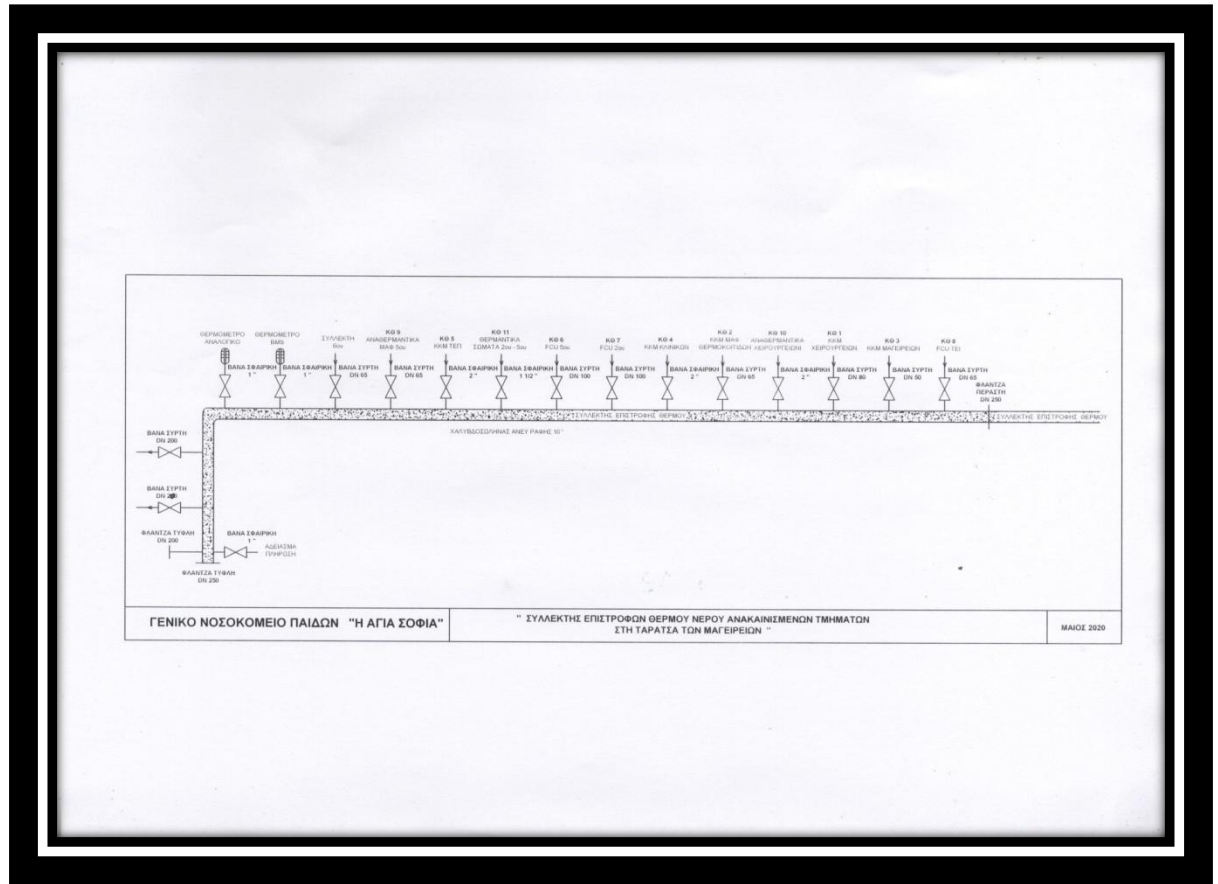 ΘΕΡΜΟΜΕΤΡΟ
ΑΝΑΛΟΓΙΚΟ
ΘΕΡΜΟΜΕΤΡΟ
BMS
ΣΥΛΛΕΚΤΗ
6ου
ΚΘ 9
ΑΝΑΘΕΡΜΑΝΤΙΚΑ
ΜΑΦ 5ου
ΚΘ 5
ΚΚΜ ΤΕΠ
ΚΘ 11
ΘΕΡΜΑΝΤΙΚΑ
ΣΩΜΑΤΑ 2ου - 5ου
ΚΘ 6
FCU 5ου
ΚΘ 7
FCU 2ου
ΚΘ 4
ΚΚΜ ΚΛΙΝΙΚΩΝ
ΚΘ 2
ΚΚΜ ΜΑΦ
ΘΕΡΜΟΚΟΙΤΙΔΩΝ
ΚΘ 10
ΑΝΑΘΕΡΜΑΝΤΙΚΑ
ΧΕΙΡΟΥΡΓΕΙΩΝ
ΚΘ 1
ΚΚΜ
ΧΕΙΡΟΥΡΓΕΙΩΝ
ΚΘ 3
ΚΚΜ ΜΑΓΕΙΡΕΙΩΝ
ΚΘ 8
FCU ΤΕΙ
ΒΑΝΑ ΣΦΑΙΡΙΚΗ
1 "
ΒΑΝΑ ΣΦΑΙΡΙΚΗ
1 "
ΒΑΝΑ ΣΥΡΤΗ
DN 65
ΒΑΝΑ ΣΥΡΤΗ
DN 65
ΒΑΝΑ ΣΦΑΙΡΙΚΗ
2 "
ΒΑΝΑ ΣΦΑΙΡΙΚΗ
1 1/2 "
ΒΑΝΑ ΣΥΡΤΗ
DN 100
ΒΑΝΑ ΣΥΡΤΗ
DN 100
ΒΑΝΑ ΣΦΑΙΡΙΚΗ
2 "
ΒΑΝΑ ΣΥΡΤΗ
DN 65
ΒΑΝΑ ΣΦΑΙΡΙΚΗ
2 "
ΒΑΝΑ ΣΥΡΤΗ
DN 80
ΒΑΝΑ ΣΥΡΤΗ
DN 50
ΒΑΝΑ ΣΥΡΤΗ
DN 65
ΦΛΑΝΤΖΑ
ΠΕΡΑΣΤΗ
DN 250
ΣΥΛΛΕΚΤΗΣ ΕΠΙΣΤΡΟΦΗΣ ΘΕΡΜΟΥ
ΣΥΛΛΕΚΤΗΣ ΕΠΙΣΤΡΟΦΗΣ ΘΕΡΜΟΥ
ΧΑΛΥΒΔΟΣΩΛΗΝΑΣ ΑΝΕΥ ΡΑΦΗΣ 10 "
ΒΑΝΑ ΣΥΡΤΗ
DN 200
ΒΑΝΑ ΣΥΡΤΗ
DN
ΦΛΑΝΤΖΑ ΤΥΦΛΗ
DN 200
ΒΑΝΑ ΣΦΑΙΡΙΚΗ
1 "
ΑΔΕΙΑΣΜΑ
ΠΛΗΡΩΣΗ
ΦΛΑΝΤΖΑ ΤΥΦΛΗ
DN 250
ΓΕΝΙΚΟ ΝΟΣΟΚΟΜΕΙΟ ΠΑΙΔΩΝ "Η ΑΓΙΑ ΣΟΦΙΑ"
" ΣΥΛΛΕΚΤΗΣ ΕΠΙΣΤΡΟΦΩΝ ΘΕΡΜΟΥ ΝΕΡΟΥ ΑΝΑΚΑΙΝΙΣΜΕΝΩΝ ΤΜΗΜΑΤΩΝ
ΣΤΗ ΤΑΡΑΤΣΑ ΤΩΝ ΜΑΓΕΙΡΕΙΩΝ "
ΜΑΙΟΣ 2020